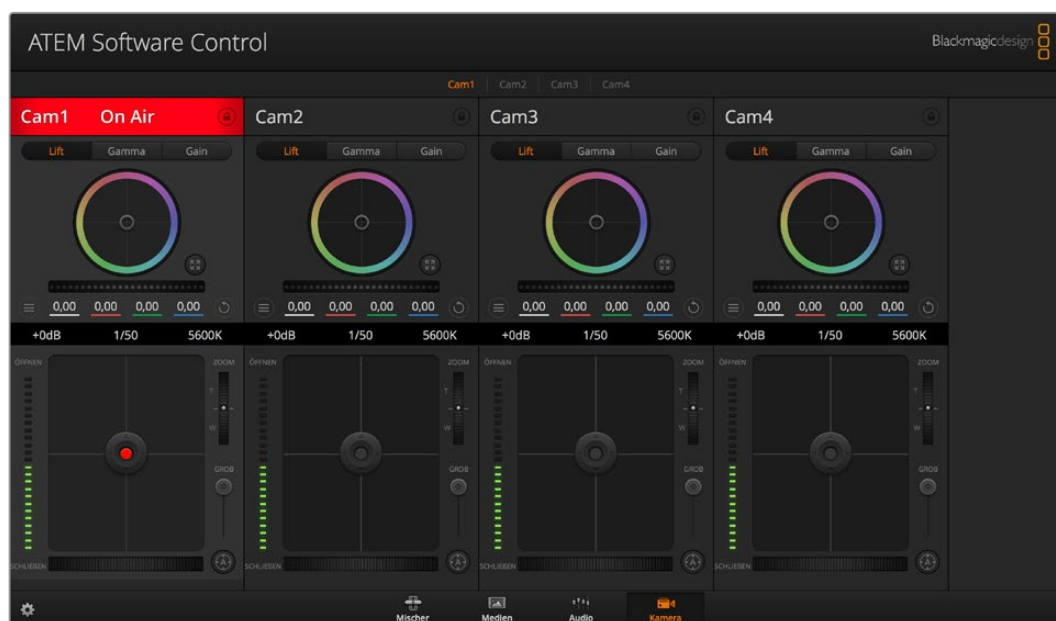 ATEM Software Control
Blackmagicdesign
Cam1 Cam2 Cam3 Cam4
Cam1 On Air Cam2 Cam3 Cam4
Lift Gamma Gain Lift Gamma Gain Lift Gamma Gain Lift Gamma Gain
0,00 0,00 0,00 0,00 0,00 0,00 0,00 0,00 0,00 0,00 0,00 0,00 0,00 0,00 0,00 0,00
+0dB 1/50 5600K +0dB 1/50 5600K +0dB 1/50 5600K +0dB 1/50 5600K
ÖFFNEN ZOOM ÖFFNEN ZOOM ÖFFNEN ZOOM ÖFFNEN ZOOM
T T T T
W W W W
GROB GROB GROB GROB
SCHLIEßEN A SCHLIEßEN A SCHLIEßEN A SCHLIEßEN A
Mischer Medien Audio Kamera